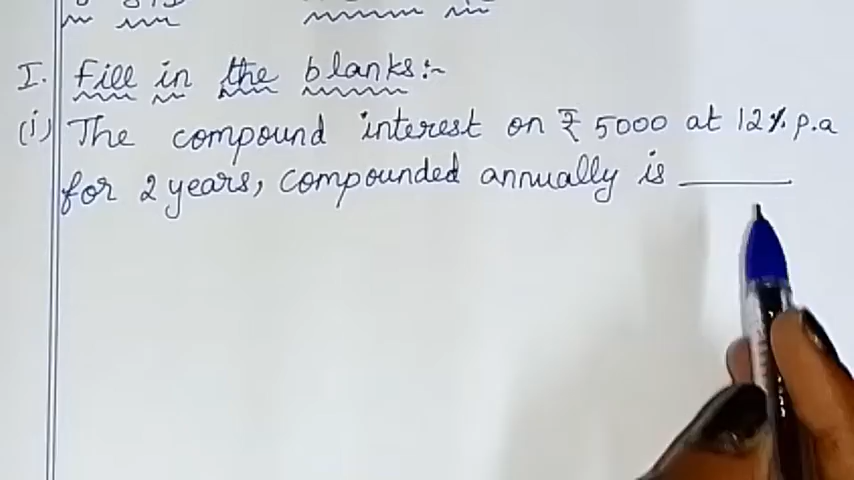 I. Fill in the blanks:-
(i) The compound interest on ₹ 5000 at 12% p.a
for 2 years, compounded annually is ______